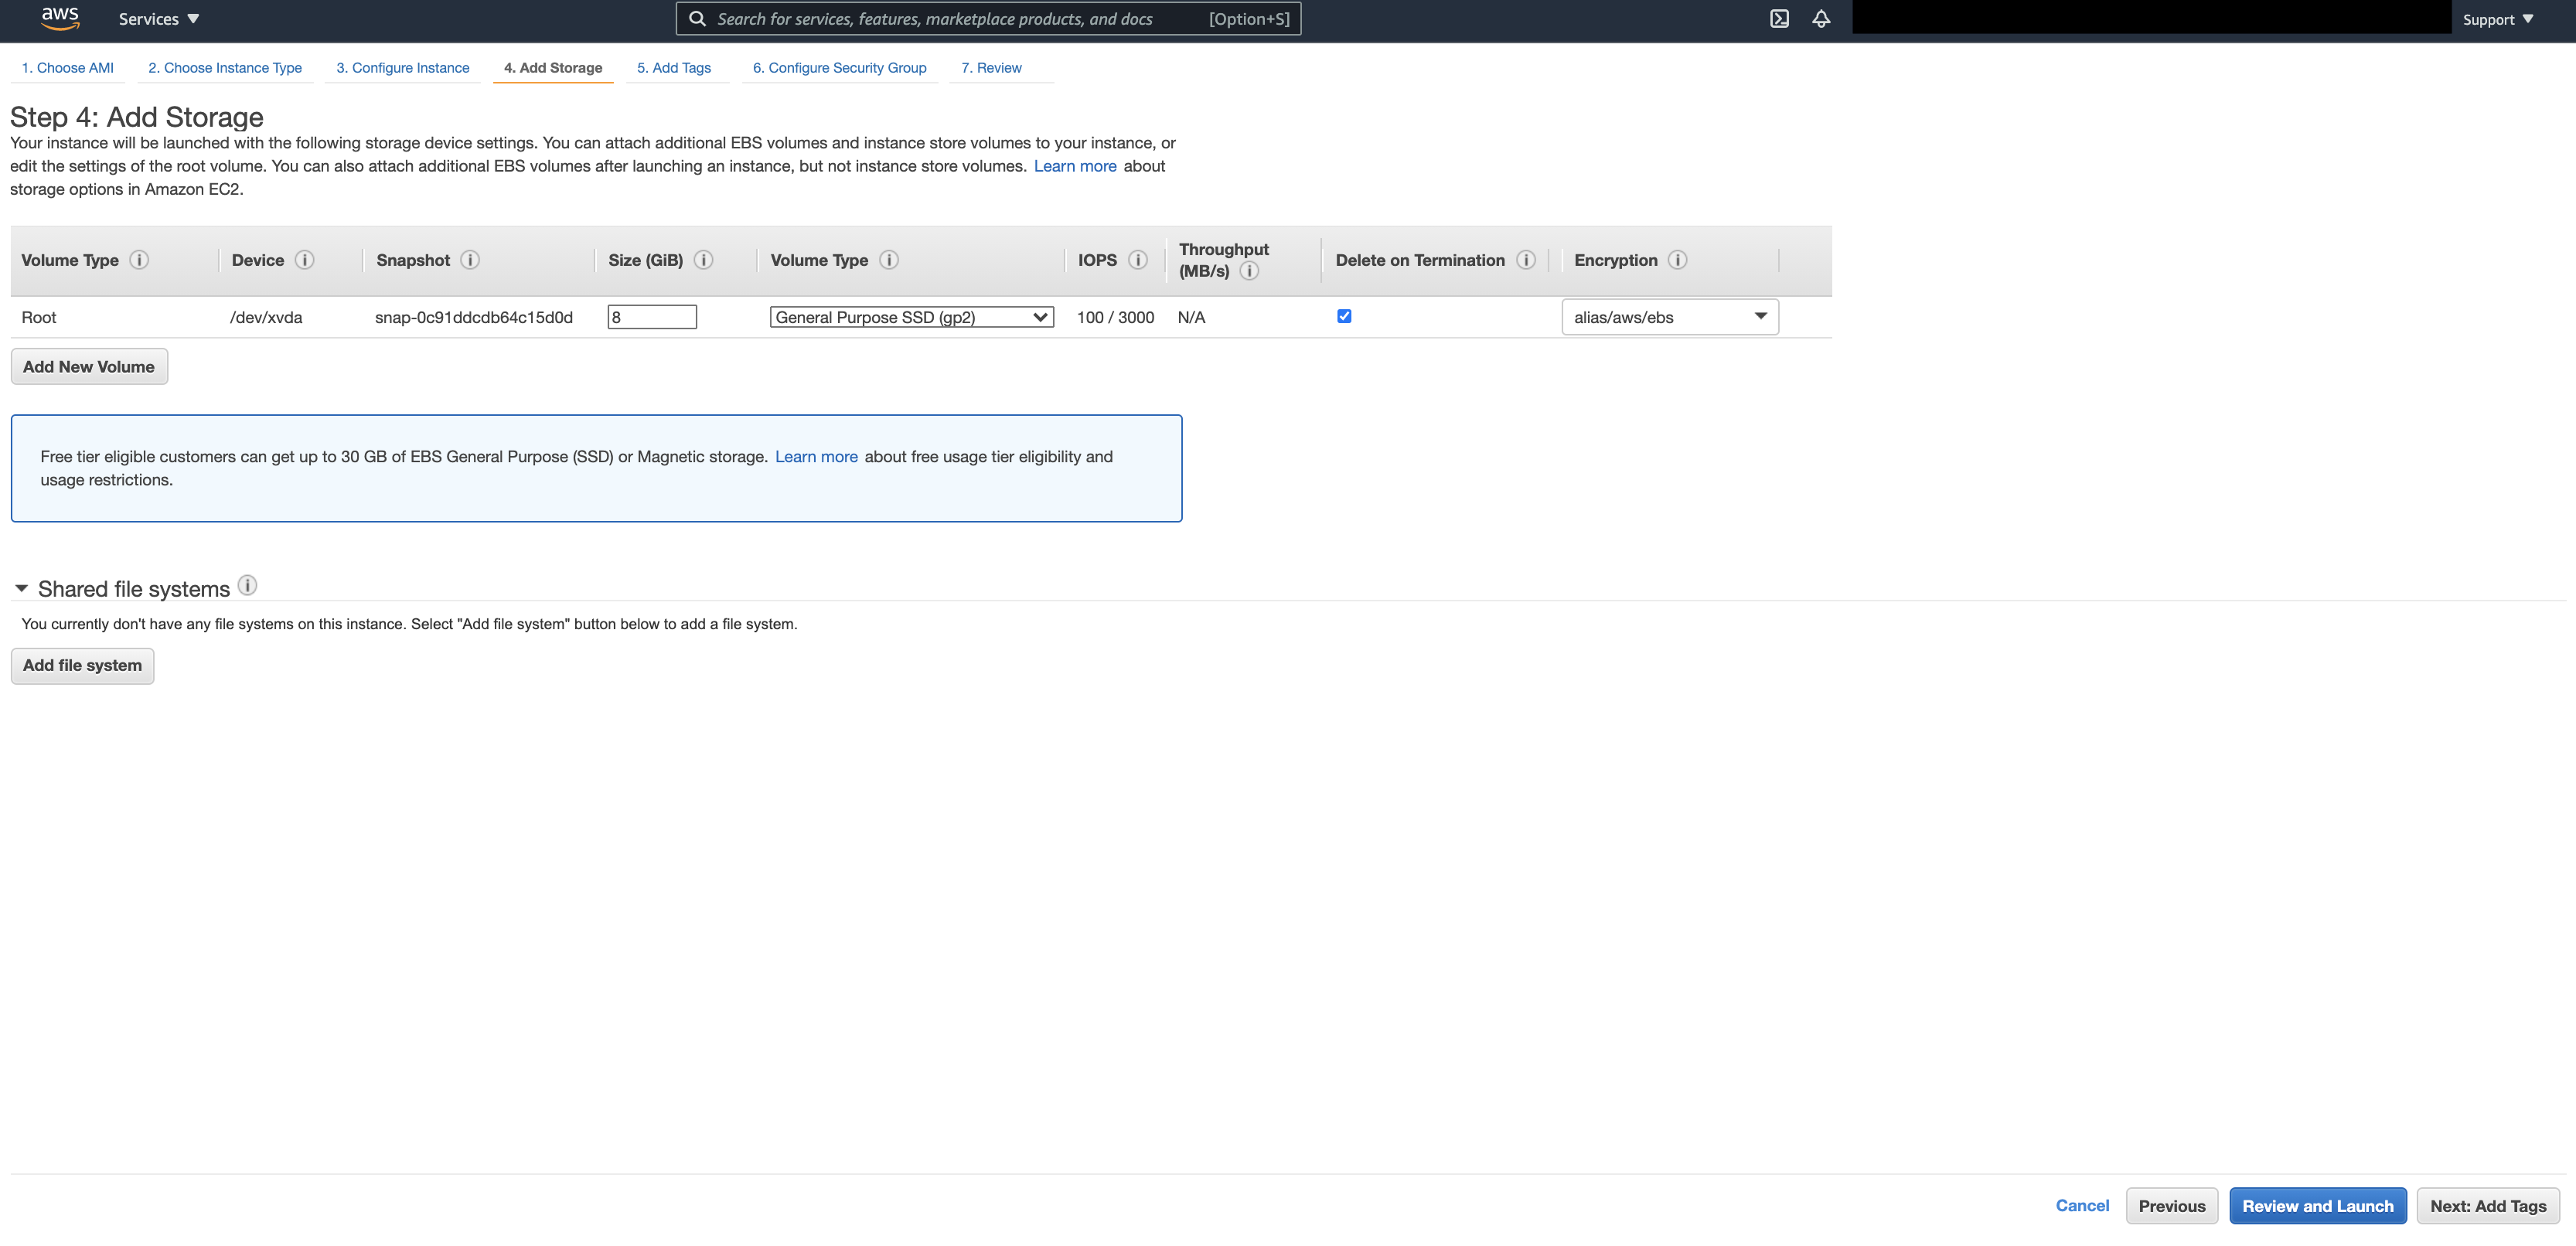 aws
Services
Search for services, features, marketplace products, and docs [Option+S]
Support
1. Choose AMI 2. Choose Instance Type 3. Configure Instance 4. Add Storage 5. Add Tags 6. Configure Security Group 7. Review
Step 4: Add Storage
Your instance will be launched with the following storage device settings. You can attach additional EBS volumes and instance store volumes to your instance, or
edit the settings of the root volume. You can also attach additional EBS volumes after launching an instance, but not instance store volumes. Learn more about
storage options in Amazon EC2.
Volume Type Device Snapshot Size (GiB) Volume Type IOPS Throughput (MB/s) Delete on Termination Encryption
Root /dev/xvda snap-0c91ddcdb64c15d0d 8 General Purpose SSD (gp2) 100 / 3000 N/A alias/aws/ebs
Add New Volume
Free tier eligible customers can get up to 30 GB of EBS General Purpose (SSD) or Magnetic storage. Learn more about free usage tier eligibility and
usage restrictions.
Shared file systems
You currently don't have any file systems on this instance. Select "Add file system" button below to add a file system.
Add file system
Cancel Previous Review and Launch Next: Add Tags